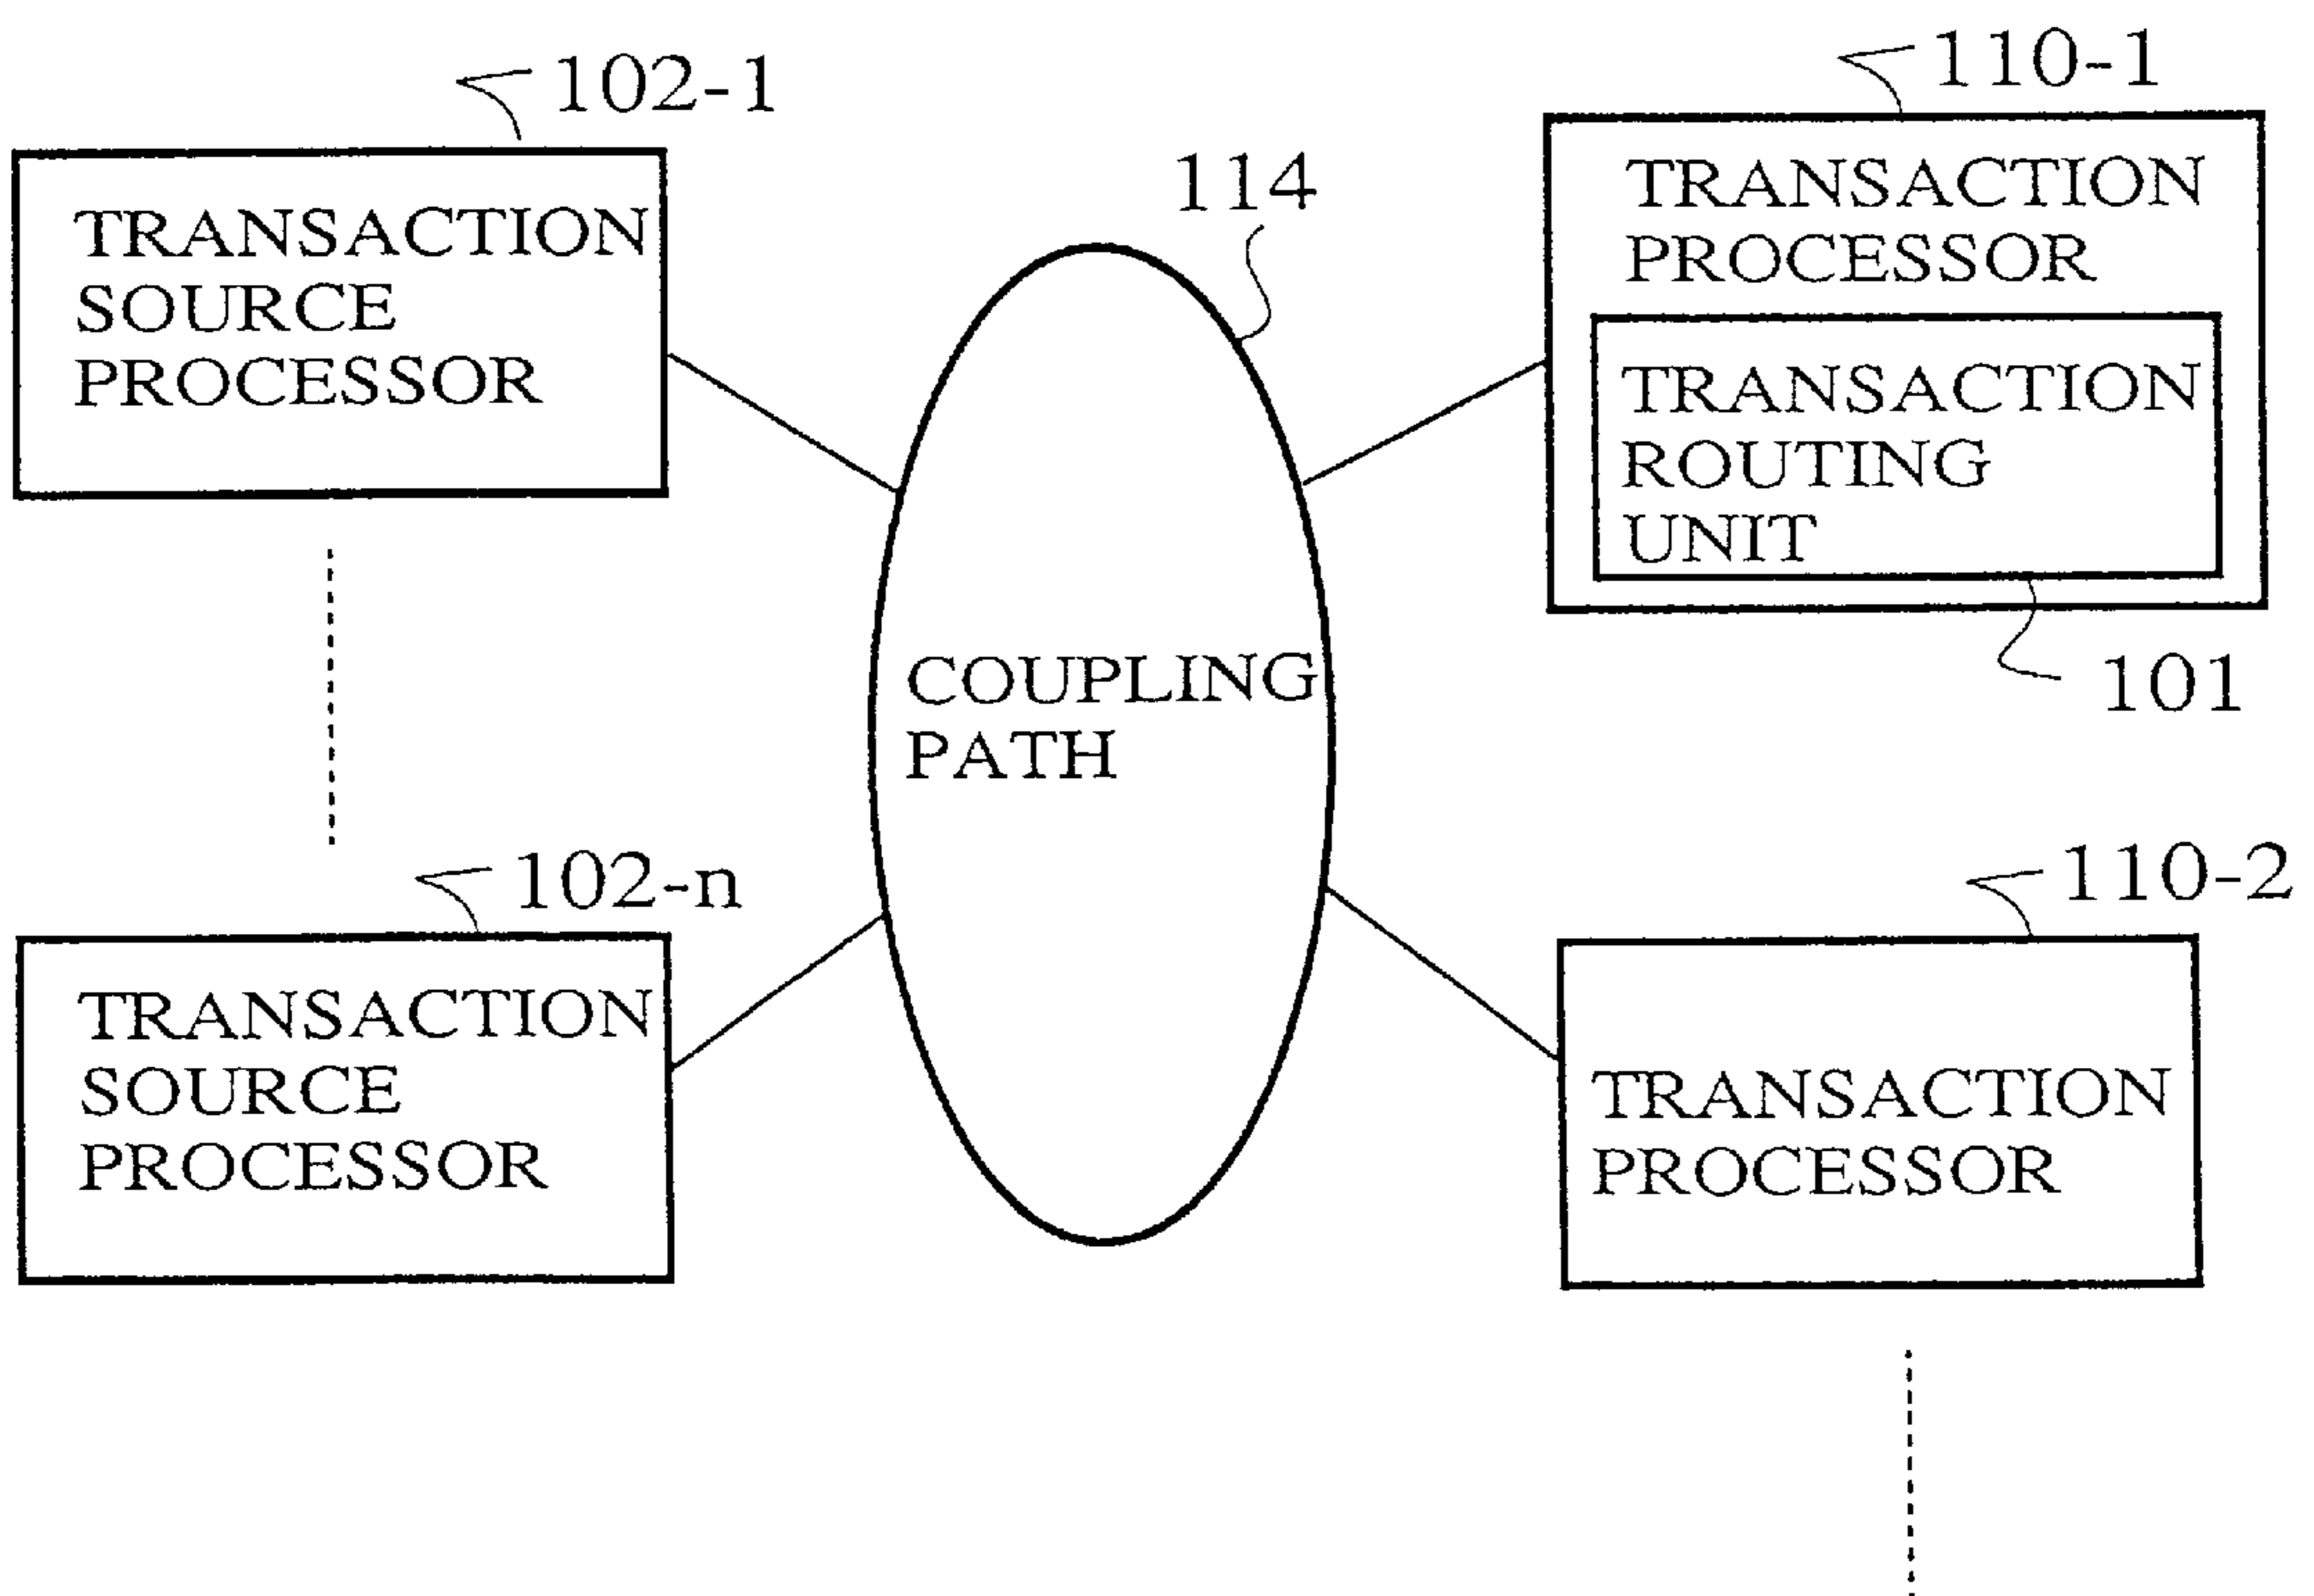 102-1
TRANSACTION
SOURCE
PROCESSOR
114
110-1
TRANSACTION
PROCESSOR
TRANSACTION
ROUTING
UNIT
101
COUPLING
PATH
102-n
TRANSACTION
SOURCE
PROCESSOR
110-2
TRANSACTION
PROCESSOR